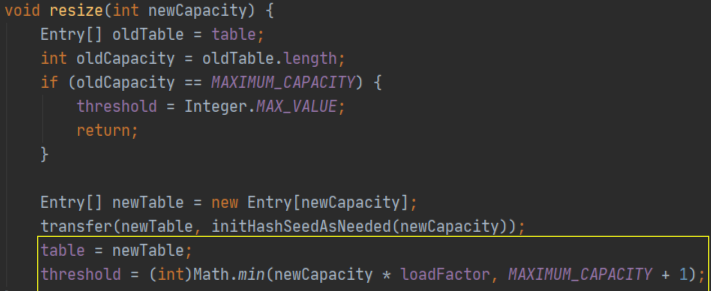 void resize(int newCapacity) {
    Entry[] oldTable = table;
    int oldCapacity = oldTable.length;
    if (oldCapacity == MAXIMUM_CAPACITY) {
        threshold = Integer.MAX_VALUE;
        return;
    }
    Entry[] newTable = new Entry[newCapacity];
    transfer(newTable, initHashSeedAsNeeded(newCapacity));
    table = newTable;
    threshold = (int)Math.min(newCapacity * loadFactor, MAXIMUM_CAPACITY + 1);